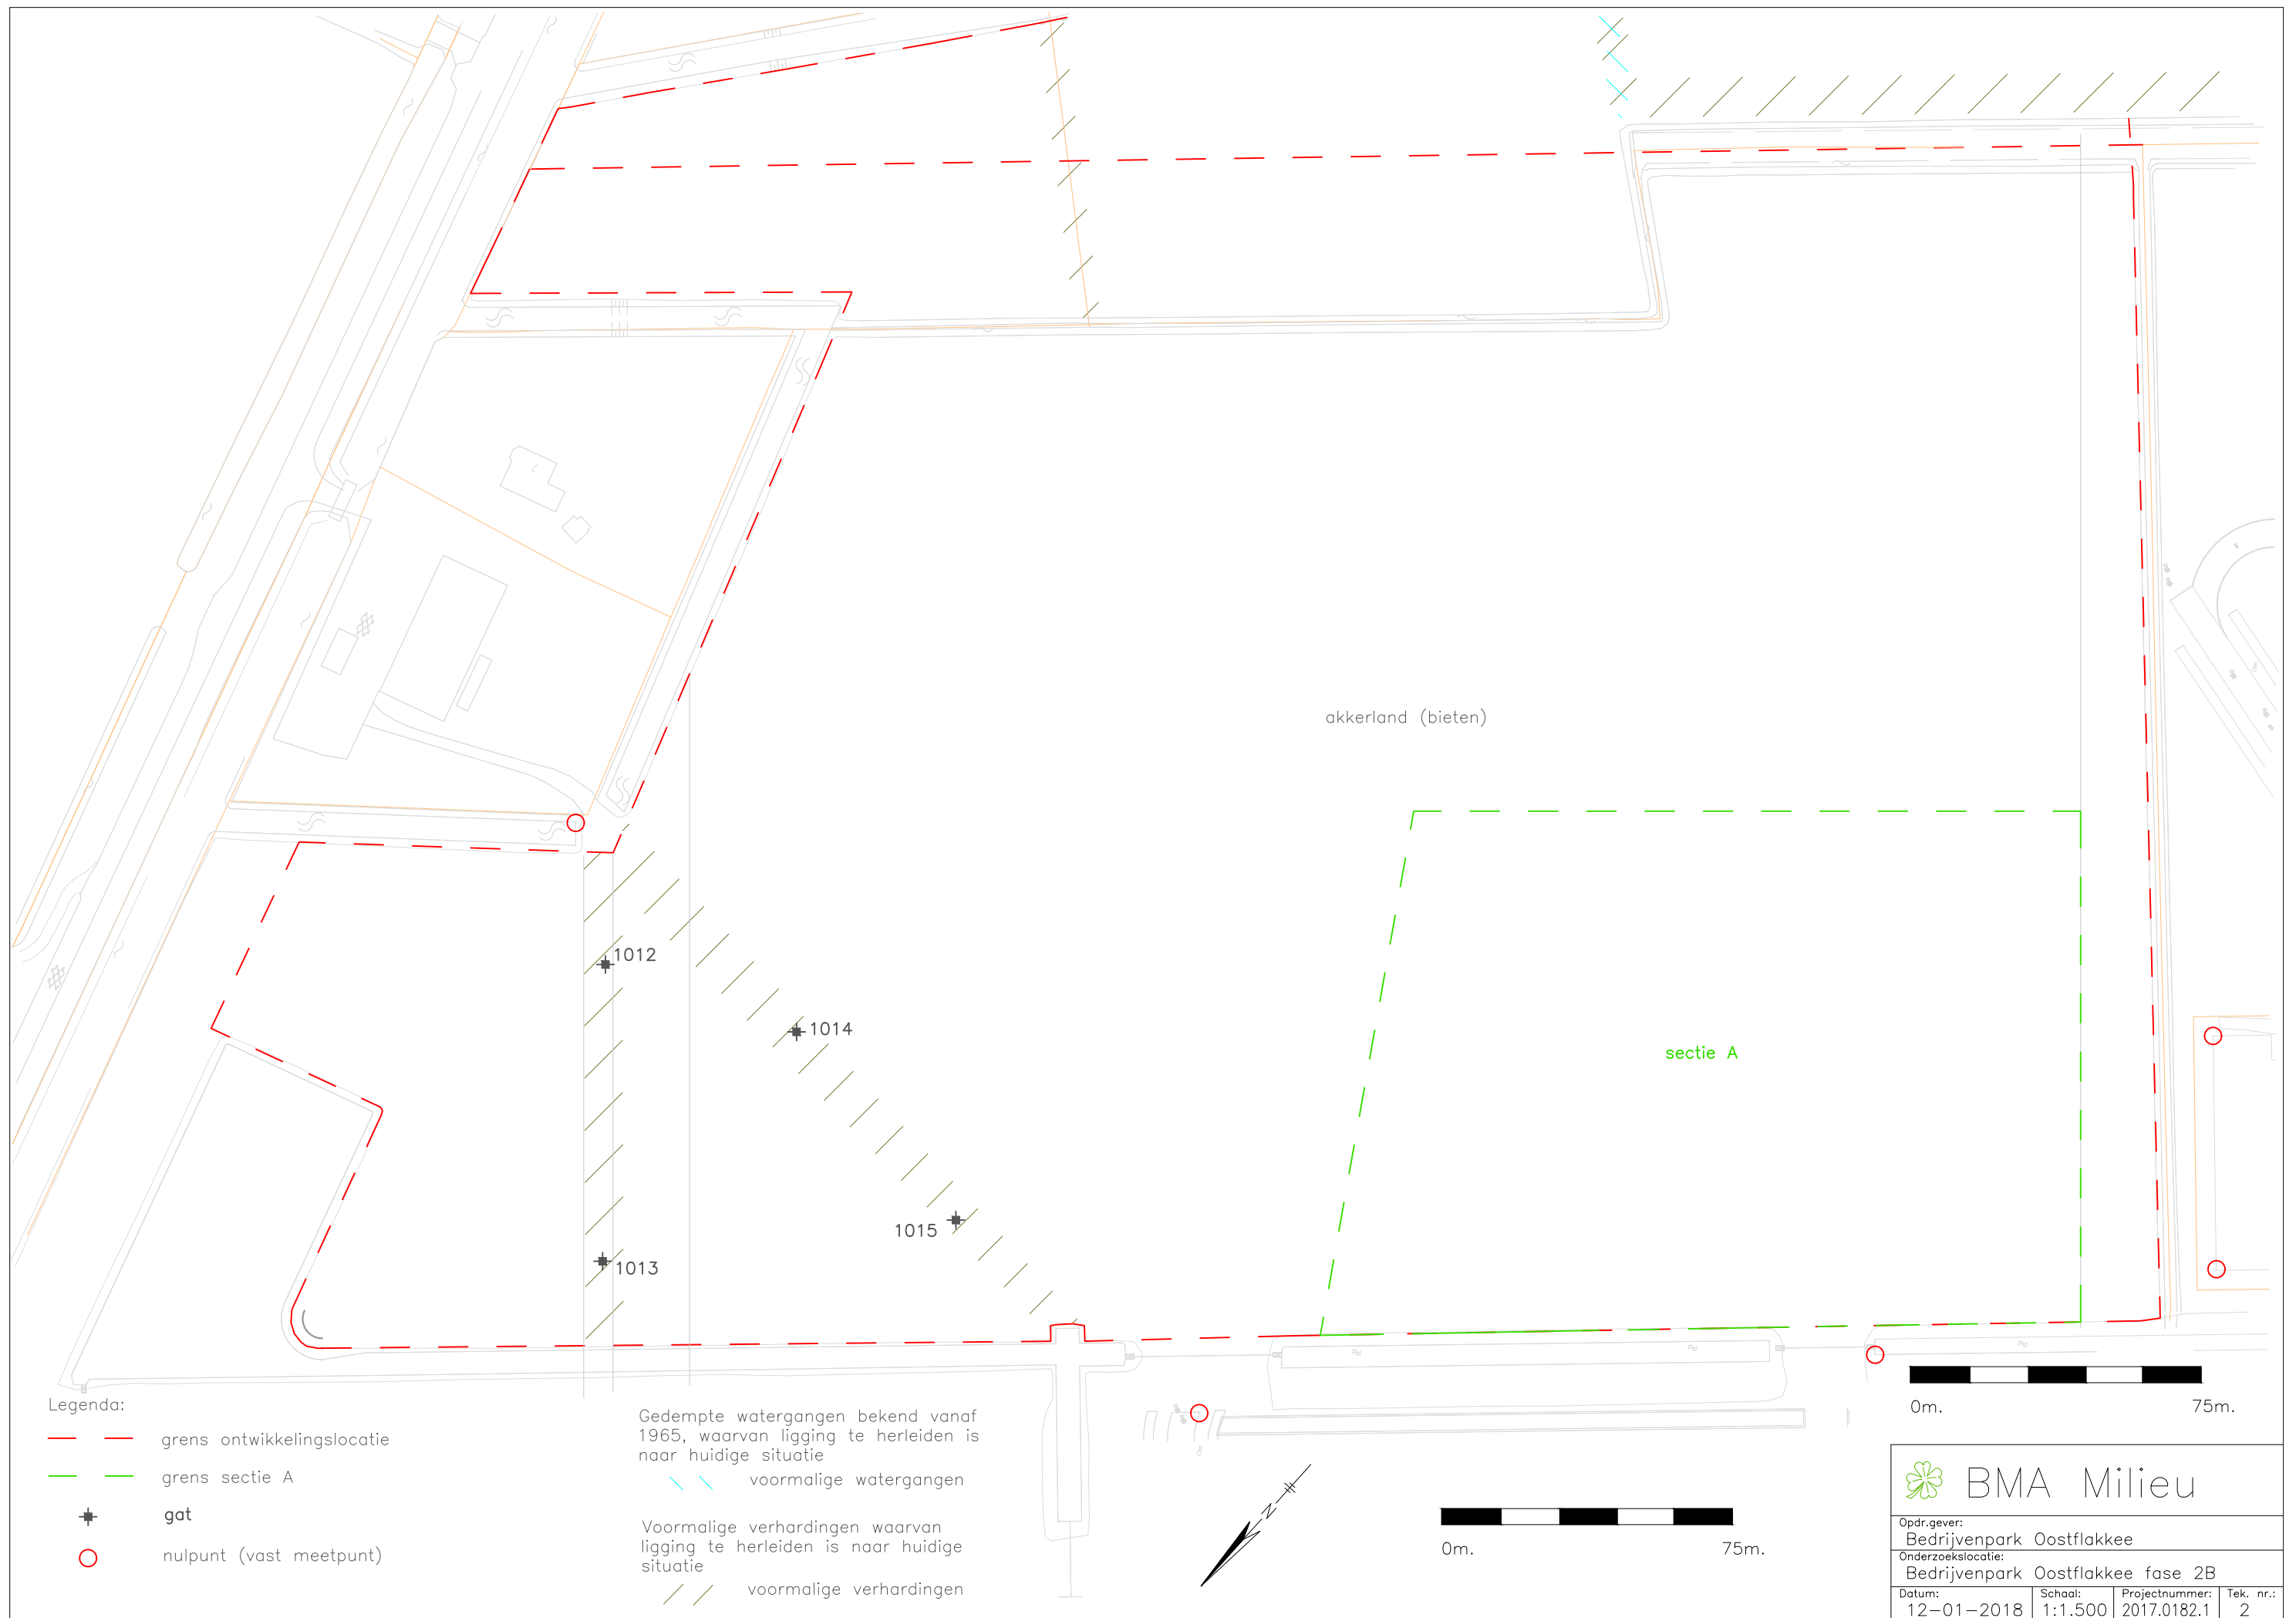 akkerland (bieten)
1012
1014
sectie A
1015
1013
Legenda:
grens ontwikkelingslocatie
grens sectie A
gat
nulpunt (vast meetpunt)
Gedempte watergangen bekend vanaf
1965, waarvan ligging te herleiden is
naar huidige situatie
voormalige watergangen
Voormalige verhardingen waarvan
ligging te herleiden is naar huidige
situatie
voormalige verhardingen
N
0m. 75m.
0m. 75m.
BMA Milieu
Opdr.gever:
Bedrijvenpark Oostflakkee
Onderzoekslocatie:
Bedrijvenpark Oostflakkee fase 2B
Datum: Schaal: Projectnummer: Tek. nr.:
12-01-2018 1:1.500 2017.0182.1 2